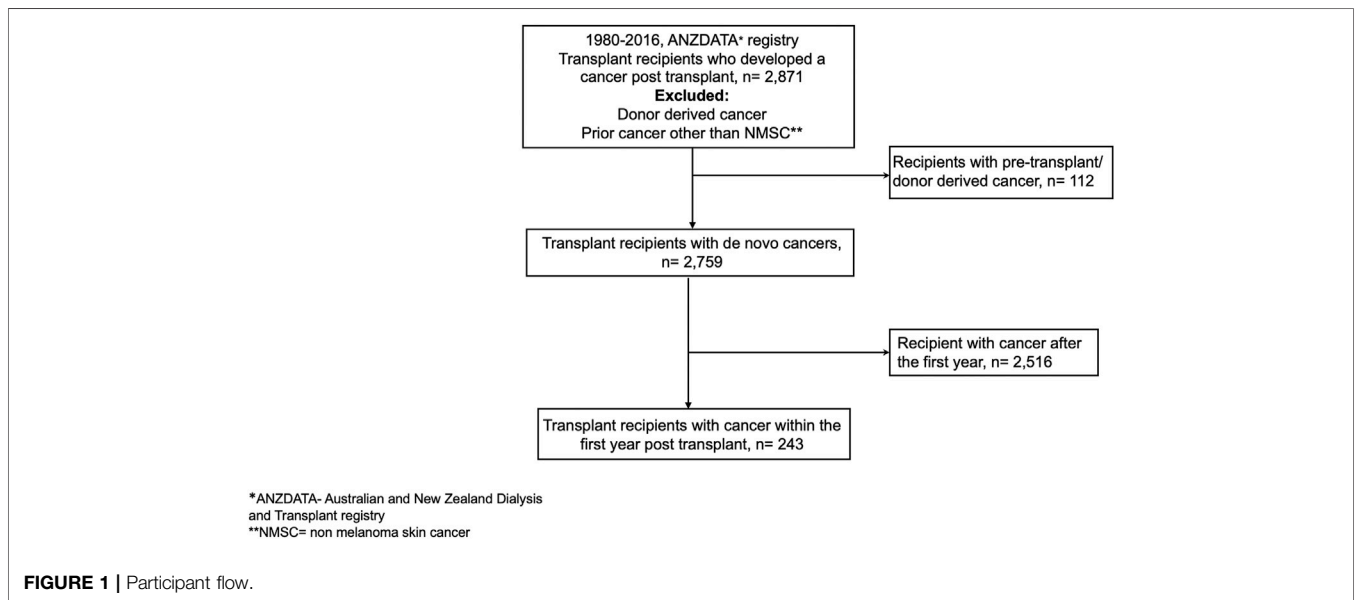 1980-2016, ANZDATA* registry
Transplant recipients who developed a
cancer post transplant, n= 2,871
Excluded:
Donor derived cancer
Prior cancer other than NMSC**
Recipients with pre-transplant/
donor derived cancer, n= 112
Transplant recipients with de novo cancers,
n= 2,759
Recipient with cancer after
the first year, n= 2,516
Transplant recipients with cancer within the
first year post transplant, n= 243
*ANZDATA- Australian and New Zealand Dialysis
and Transplant registry
**NMSC= non melanoma skin cancer
FIGURE 1 | Participant flow.